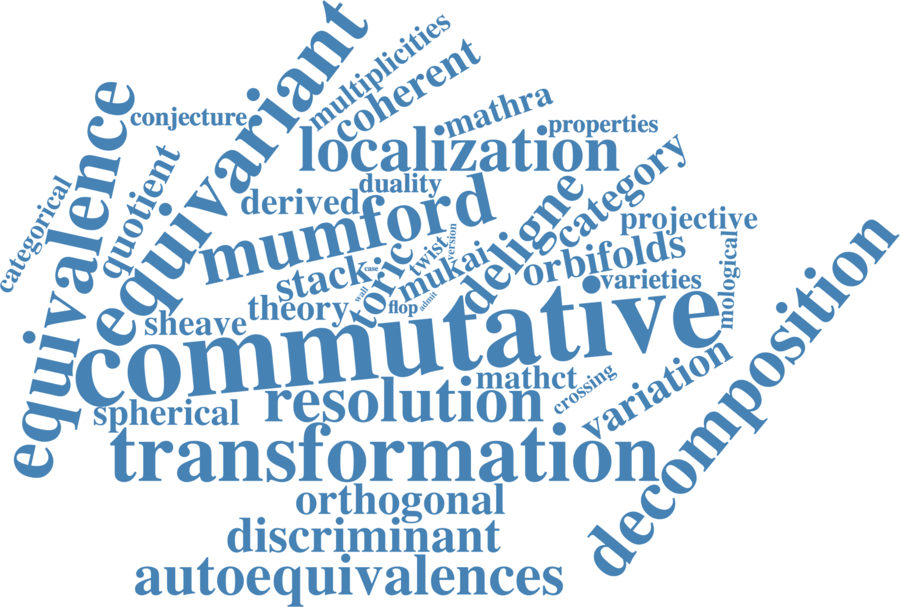 equivariant
multiplicities
coherent
equivalence
conjecture
mathra
properties
localization
quotient
categorical
derived
duality
category
mumford
deligne
projective
version
twist
toric
mukai
orbifolds
stack
case
varieties
mological
decomposition
wall
admit
flop
theory
sheave
commutative
mathct
crossing
variation
resolution
spherical
transformation
orthogonal
discriminant
autoequivalences